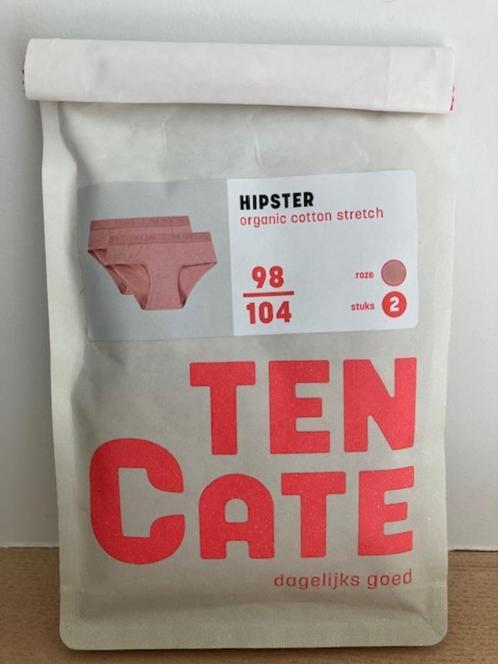 HIPSTER
organic cotton stretch
98
104
roze
stuks 2
TEN
CATE
dagelijks goed